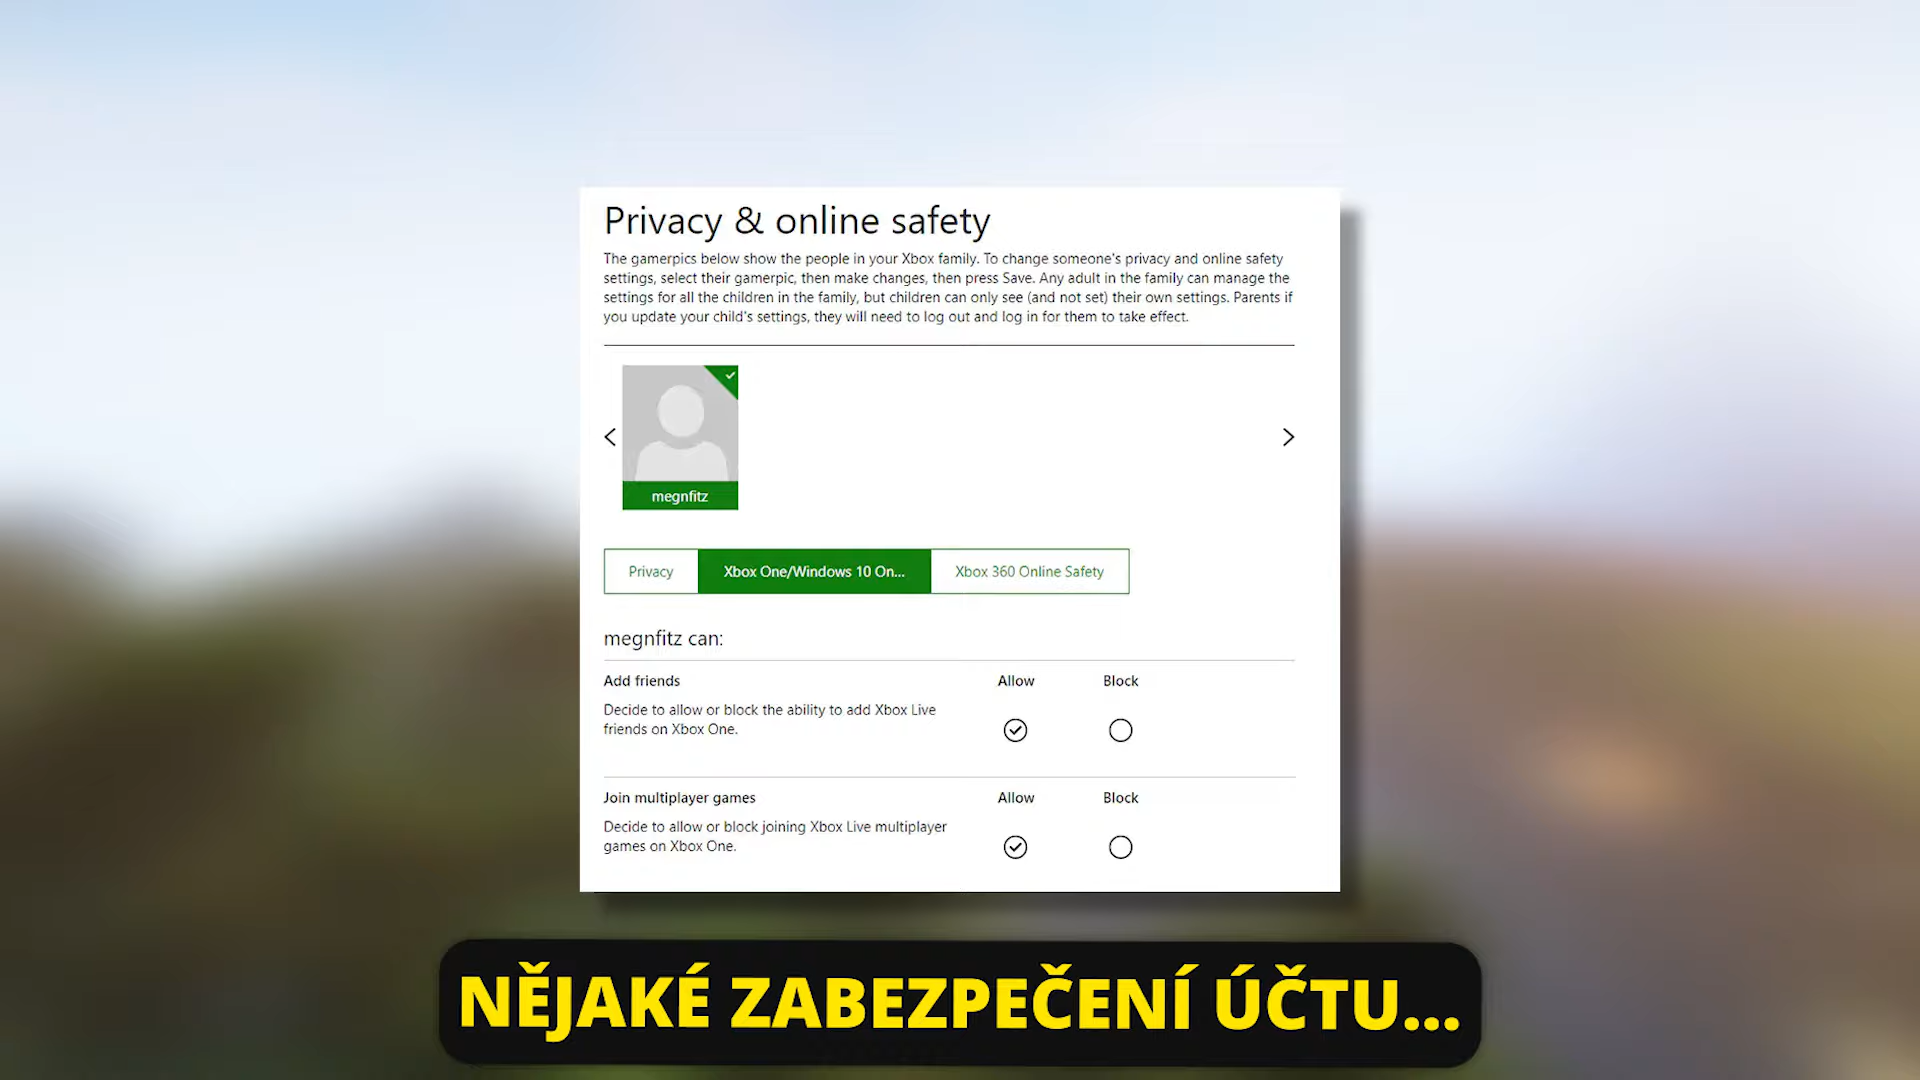 Privacy & online safety
The gamerpics below show the people in your Xbox family. To change someone's privacy and online safety
settings, select their gamerpic, then make changes, then press Save. Any adult in the family can manage the
settings for all the children in the family, but children can only see (and not set) their own settings. Parents if
you update your child's settings, they will need to log out and log in for them to take effect.
megnfitz
Privacy
Xbox One/Windows 10 On...
Xbox 360 Online Safety
megnfitz can:
Add friends
Allow
Block
Decide to allow or block the ability to add Xbox Live
friends on Xbox One.
Join multiplayer games
Allow
Block
Decide to allow or block joining Xbox Live multiplayer
games on Xbox One.
NĚJAKÉ ZABEZPEČENÍ ÚČTU...